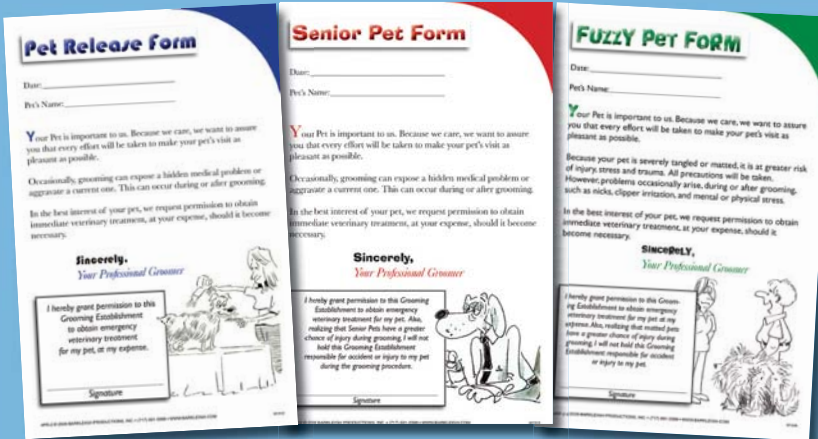 Pet Release Form
Date:
Pet's Name:
Your Pet is important to us. Because we care, we want to assure
you that every effort will be taken to make your pet's visit as
pleasant as possible.
Occasionally, grooming can expose a hidden medical problem or
aggravate a current one. This can occur during or after grooming.
In the best interest of your pet, we request permission to obtain
immediate veterinary treatment, at your expense, should it become
necessary.
Sincerely,
Your Professional Groomer
I hereby grant permission to this
Grooming Establishment
to obtain emergency
veterinary treatment
for my pet, at my expense.
Signature
Senior Pet Form
Date:
Pet's Name:
Your Pet is important to us. Because we care, we want to assure
you that every effort will be taken to make your pet's visit as
pleasant as possible.
Occasionally, grooming can expose a hidden medical problem or
aggravate a current one. This can occur during or after grooming.
In the best interest of your pet, we request permission to obtain
immediate veterinary treatment, at your expense, should it become
necessary.
Sincerely,
Your Professional Groomer
I hereby grant permission to this Grooming
Establishment to obtain emergency
veterinary treatment for my pet. Also,
realizing that Senior Pets have a greater
chance of injury during grooming, I will not
hold this Grooming Establishment
responsible for accident or injury to my pet
during the grooming procedure.
Signature
Fuzzy Pet Form
Date:
Pet's Name:
Your Pet is important to us. Because we care, we want to assure
you that every effort will be taken to make your pet's visit as
pleasant as possible.
Because your pet is severely tangled or matted, it is at greater risk
of injury, stress and trauma. All precautions will be taken.
However, problems occasionally arise, during or after grooming,
such as nicks, clipper irritation, and mental or physical stress.
In the best interest of your pet, we request permission to obtain
immediate veterinary treatment, at your expense, should it
become necessary.
Sincerely,
Your Professional Groomer
I hereby grant permission to this Groom-
ing Establishment to obtain emergency
veterinary treatment for my pet at my
expense. Also, realizing that matted pets
have a greater chance of injury during
grooming, I will not hold this Grooming
Establishment responsible for accident
or injury to my pet.
Signature